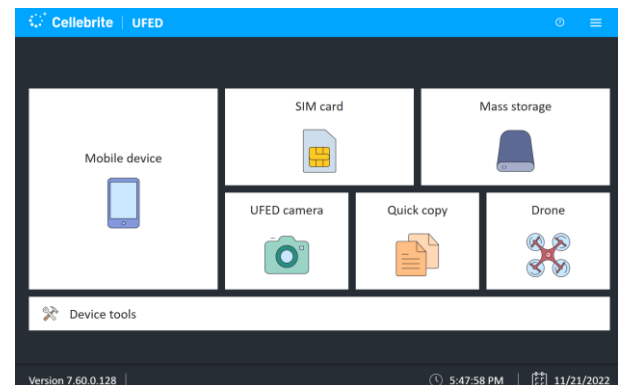 Cellebrite | UFED
SIM card
Mass storage
Mobile device
UFED camera
Quick copy
Drone
Device tools
Version 7.60.0.128 |
5:47:58 PM | 11/21/2022